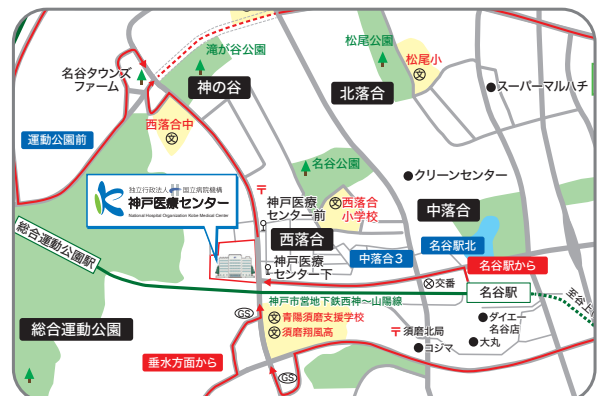 滝が谷公園
松尾公園
松尾小
文
名谷タウンズ
ファーム
神の谷
北落合
スーパーマルハチ
西落合中
文
運動公園前
名谷公園
クリーンセンター
独立行政法人 国立病院機構
神戸医療センター
National Hospital Organization Kobe Medical Center
〒
神戸医療
センター前
文西落合
小学校
中落合
西落合
名谷駅北
総合運動公園駅
神戸医療
センター下
中落合3
名谷駅から
交番
名谷駅
至谷上
神戸市営地下鉄西神〜山陽線
GS
文青陽須磨支援学校
文須磨翔風高
総合運動公園
〒須磨北局
コジマ
ダイエー
名谷店
大丸
垂水方面から
GS